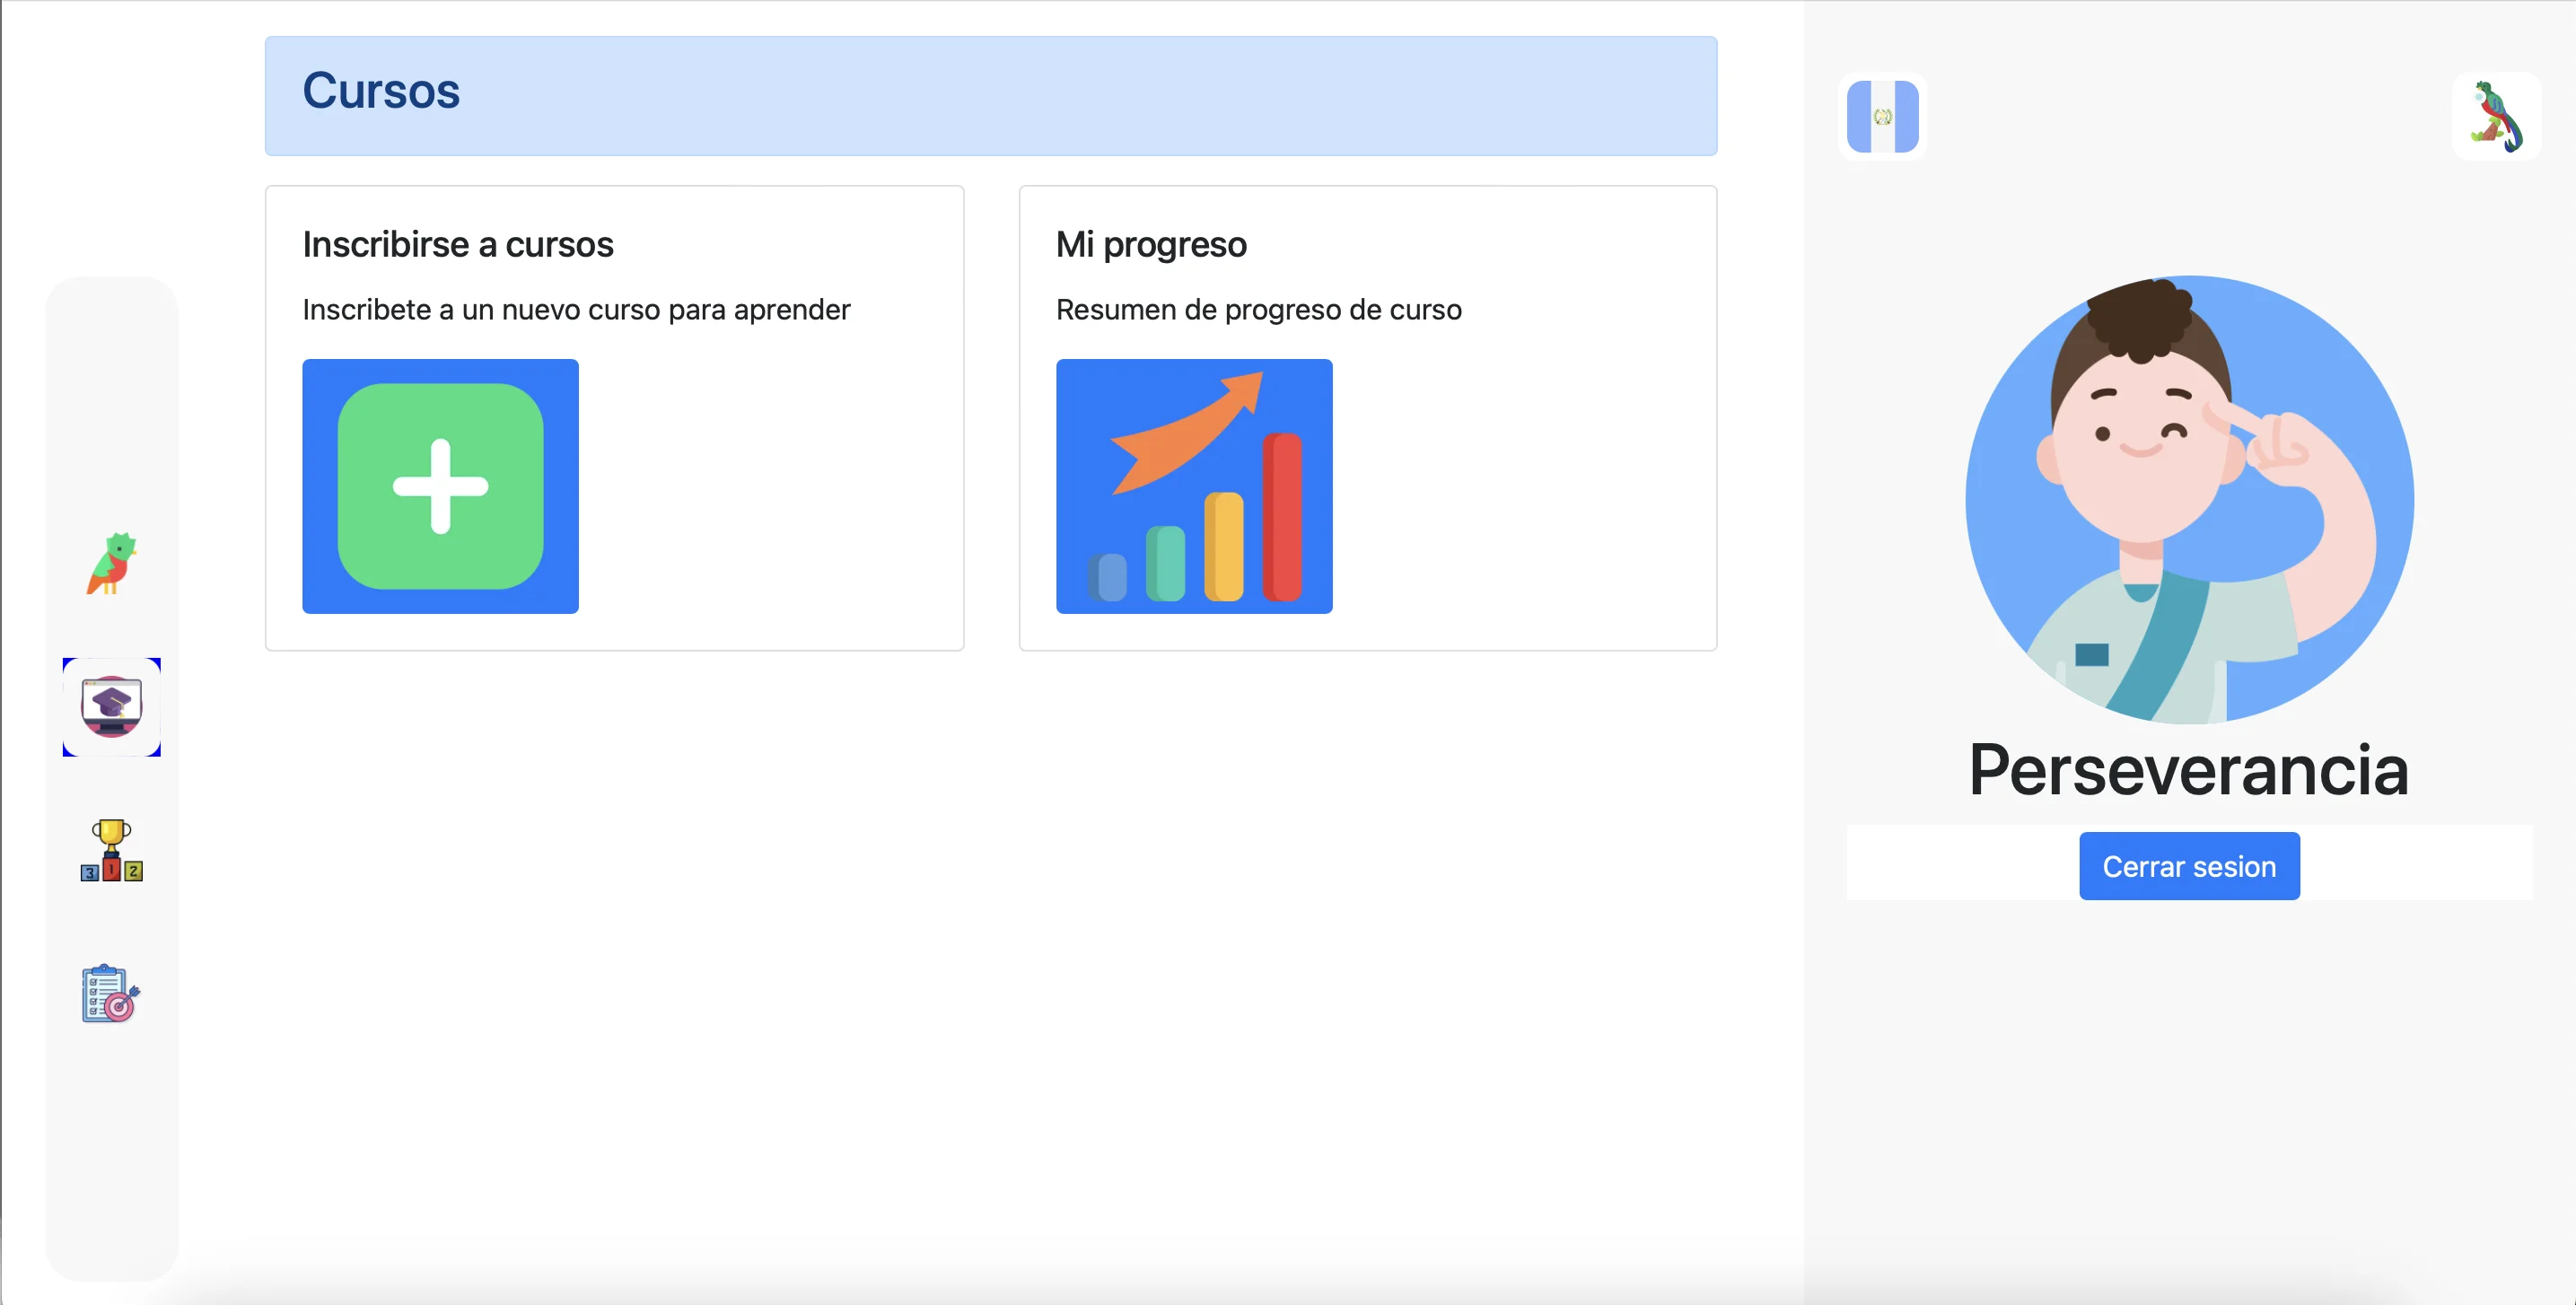 Cursos
Inscribirse a cursos
Inscribete a un nuevo curso para aprender
Mi progreso
Resumen de progreso de curso
3 1 2
Perseverancia
Cerrar sesion